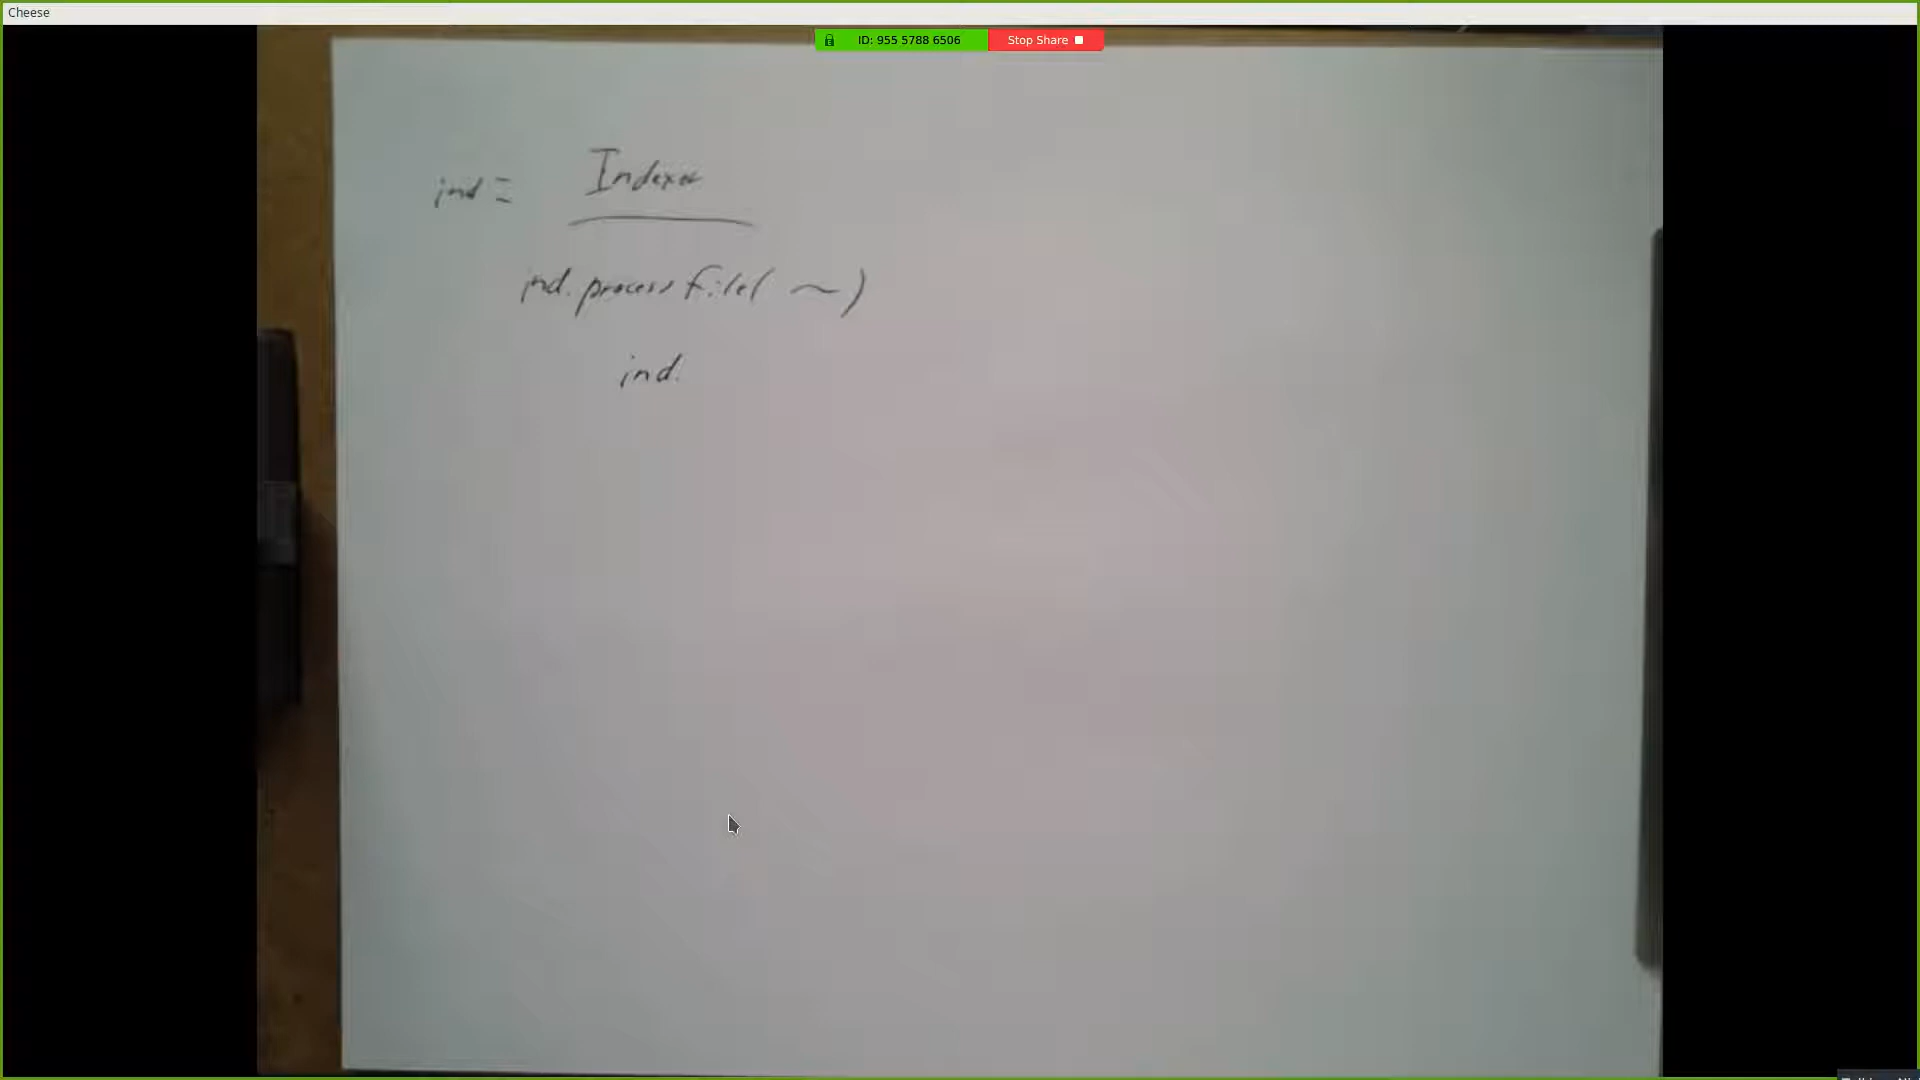 Cheese
ID: 955 5788 6506 Stop Share
ind = Indexer
ind.process File( ~ )
ind.